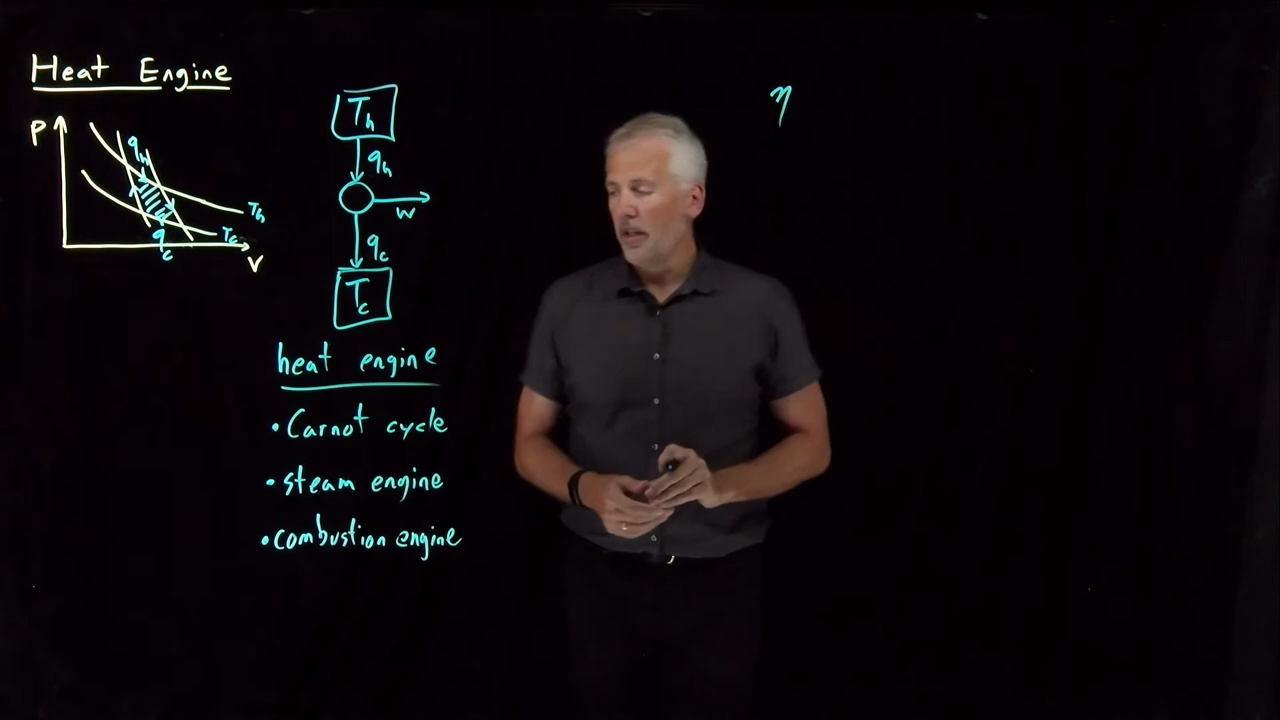 Heat Engine
P
q_h
T_h
T_c
q_c
V
T_h
q_h
w
q_c
T_c
heat engine
• Carnot cycle
• steam engine
• combustion engine
η